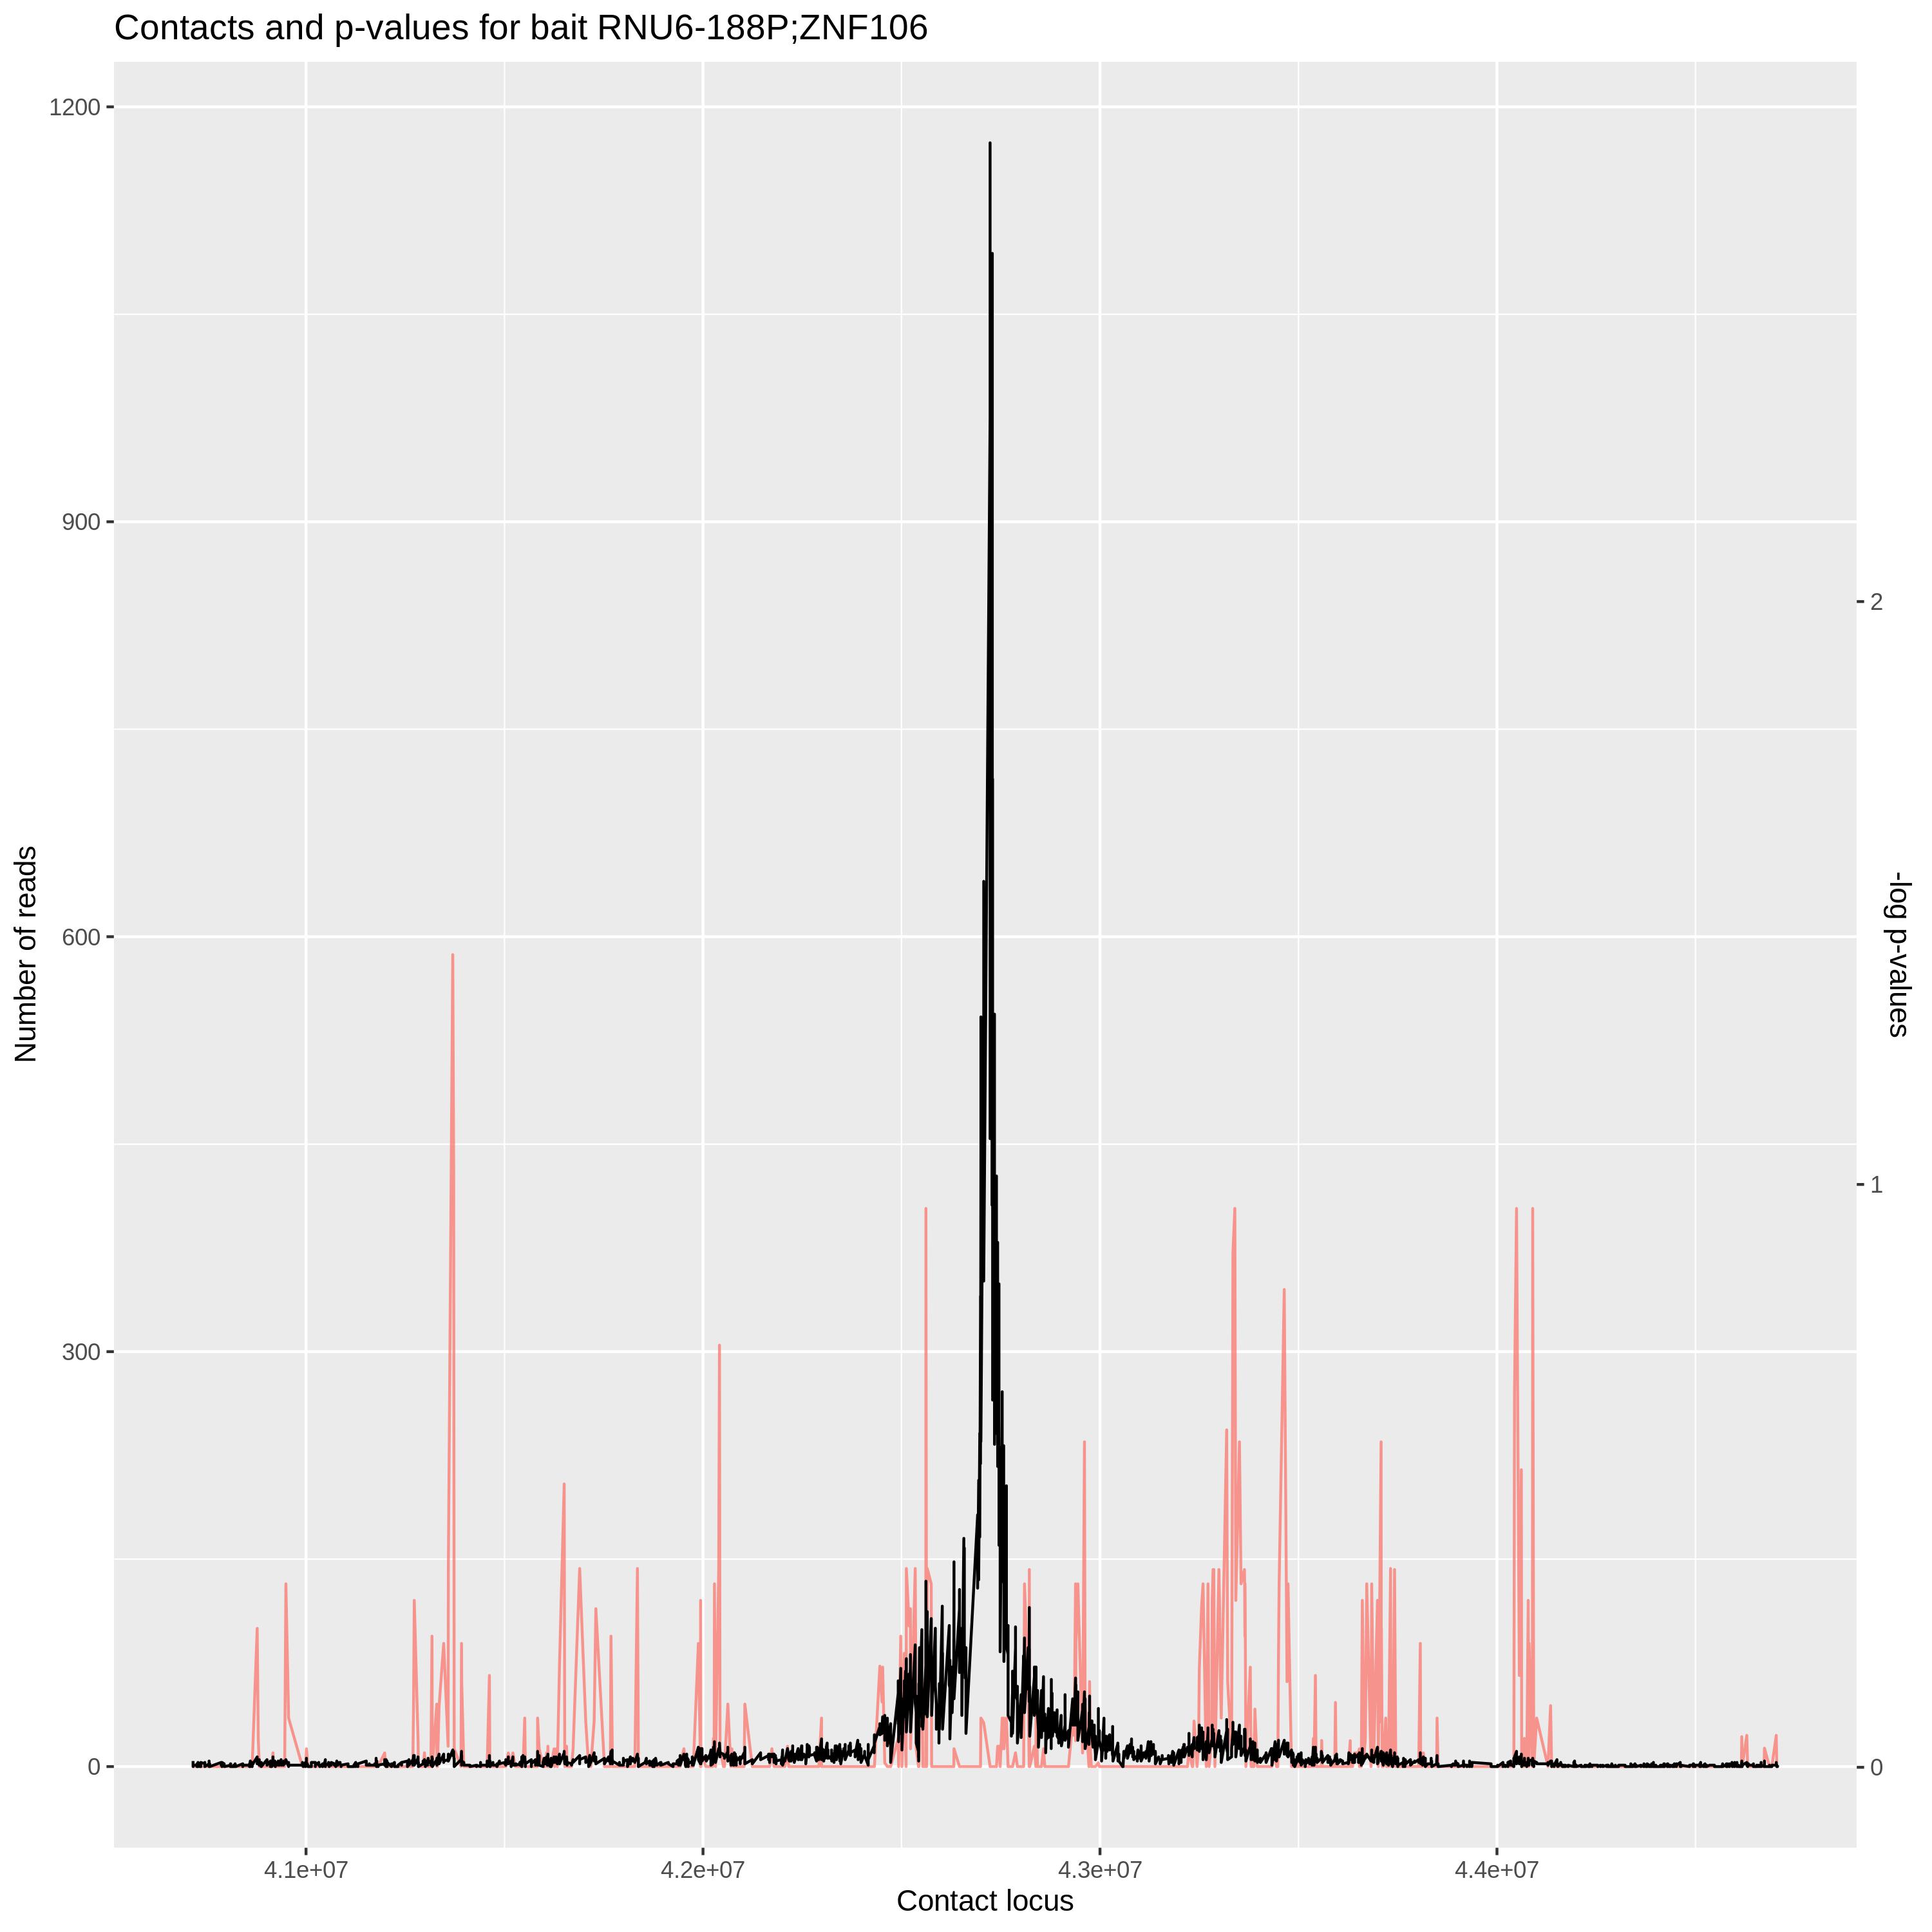 Contacts and p-values for bait RNU6-188P;ZNF106
1200
900
600
300
0
Number of reads
2
1
0
-log p-values
4.1e+07 4.2e+07 4.3e+07 4.4e+07
Contact locus